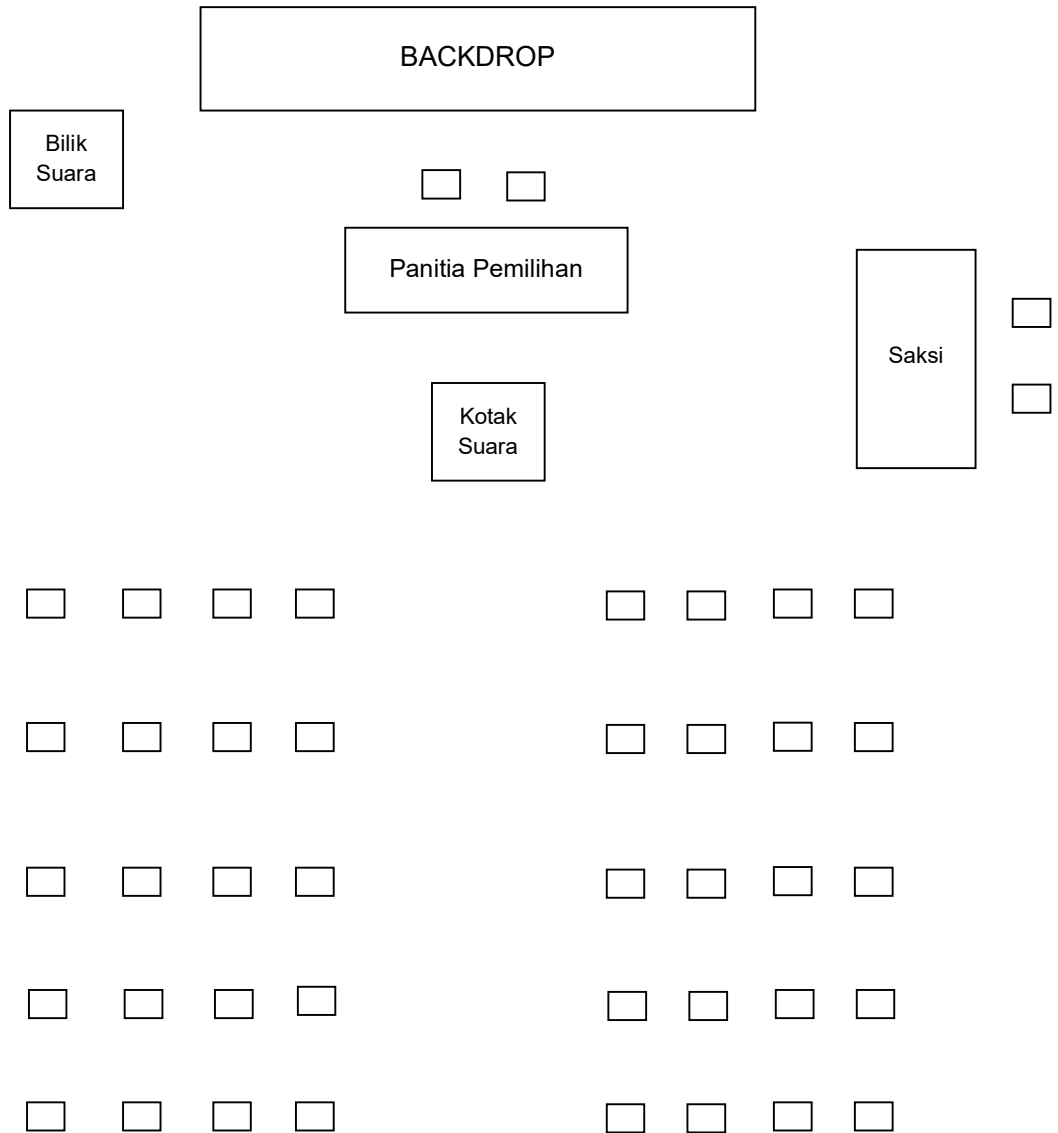 BACKDROP
Bilik
Suara
Panitia Pemilihan
Saksi
Kotak
Suara